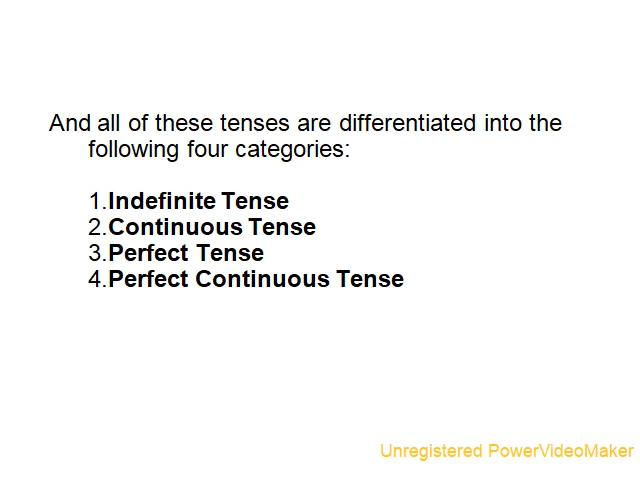 And all of these tenses are differentiated into the
following four categories:
1.Indefinite Tense
2.Continuous Tense
3.Perfect Tense
4.Perfect Continuous Tense
Unregistered PowerVideoMaker